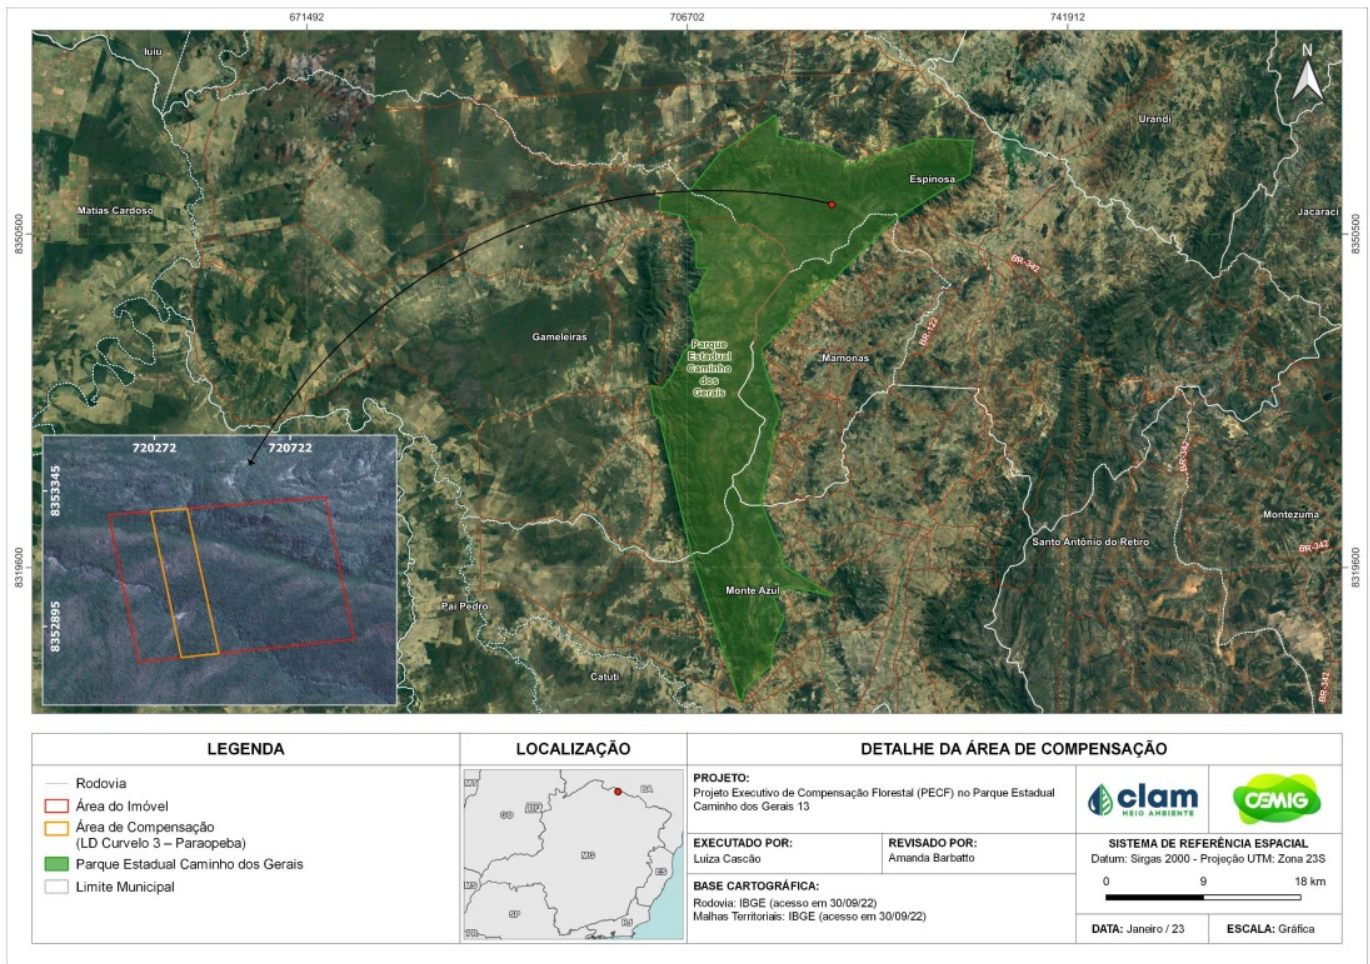 671492
706702
741912
Iuiu
N
Urandi
Espinosa
Matias Cardoso
Jacaraci
8350500
8350500
BR-342
Gameleiras
BR-122
Mamonas
Parque
Estadual
Caminho
dos
Gerais
720272
720722
8353345
BR-342
Montezuma
Santo Antônio do Retiro
BR-342
8319600
8319600
Monte Azul
Pai Pedro
8352895
Catuti
BR-342
LEGENDA
Rodovia
Área do Imóvel
Área de Compensação
(LD Curvelo 3 – Paraopeba)
Parque Estadual Caminho dos Gerais
Limite Municipal
LOCALIZAÇÃO
MT
BA
GO
DF
MG
ES
MS
SP
RJ
PR
DETALHE DA ÁREA DE COMPENSAÇÃO
PROJETO:
Projeto Executivo de Compensação Florestal (PECF) no Parque Estadual
Caminho dos Gerais 13
EXECUTADO POR:
Luiza Cascão
REVISADO POR:
Amanda Barbatto
BASE CARTOGRÁFICA:
Rodovia: IBGE (acesso em 30/09/22)
Malhas Territoriais: IBGE (acesso em 30/09/22)
clam
MEIO AMBIENTE
CEMIG
SISTEMA DE REFERÊNCIA ESPACIAL
Datum: Sirgas 2000 - Projeção UTM: Zona 23S
0 9 18 km
DATA: Janeiro / 23
ESCALA: Gráfica